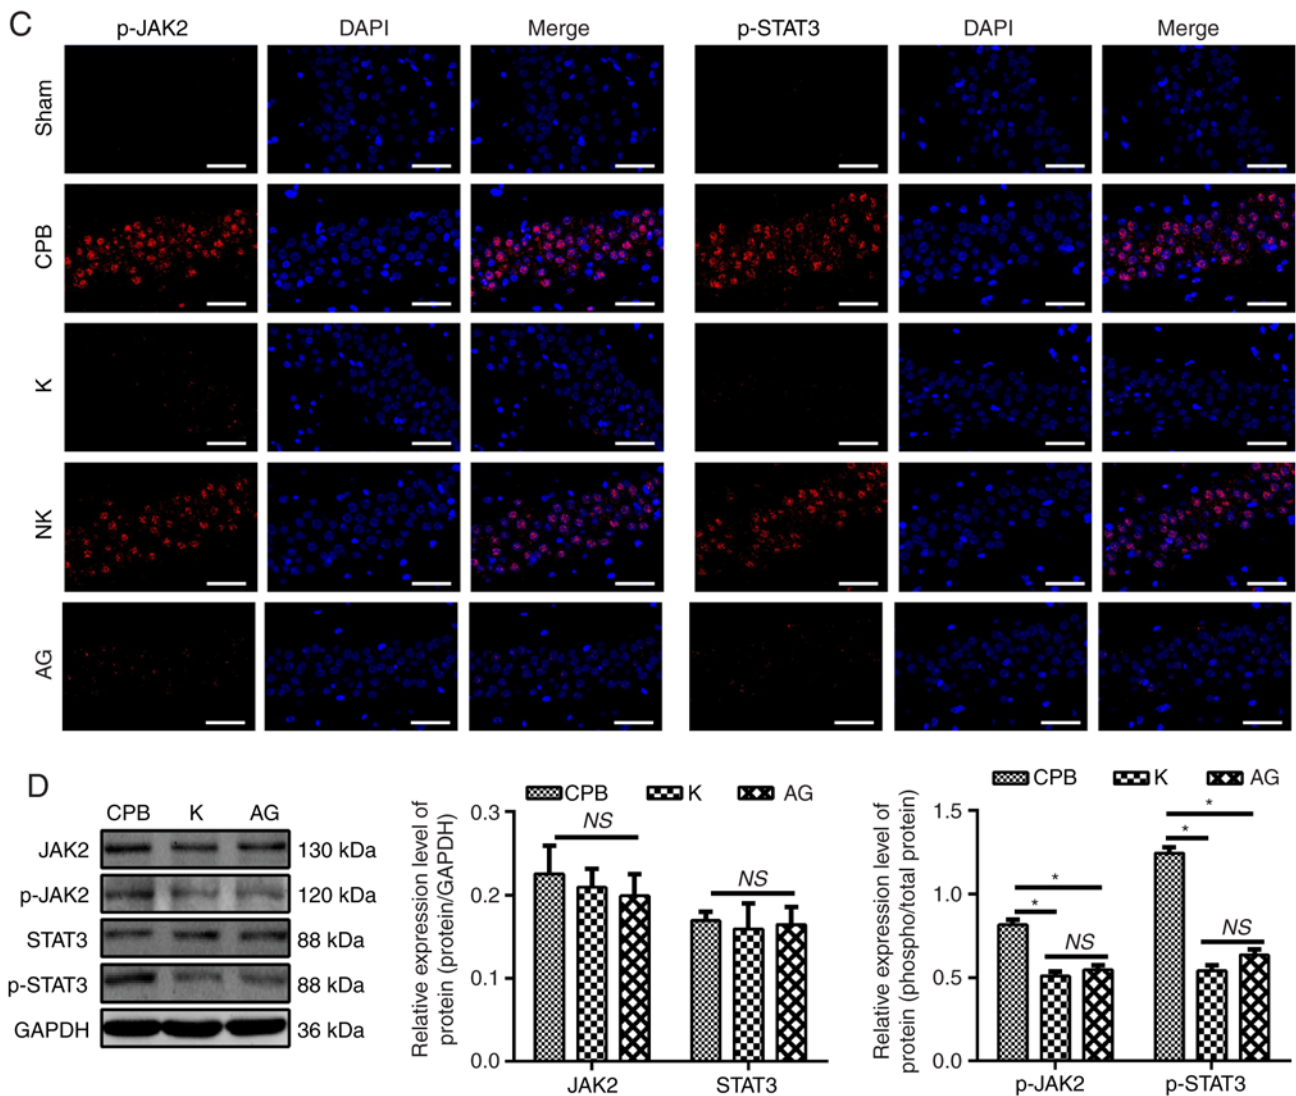 C
p-JAK2 DAPI Merge p-STAT3 DAPI Merge
Sham
CPB
K
NK
AG
D
CPB K AG
JAK2 130 kDa
p-JAK2 120 kDa
STAT3 88 kDa
p-STAT3 88 kDa
GAPDH 36 kDa
Relative expression level of
protein (protein/GAPDH)
CPB K AG
0.3
0.2
0.1
0.0
NS
NS
JAK2 STAT3
Relative expression level of
protein (phospho/total protein)
CPB K AG
1.5
1.0
0.5
0.0
*
*
NS
*
*
NS
p-JAK2 p-STAT3